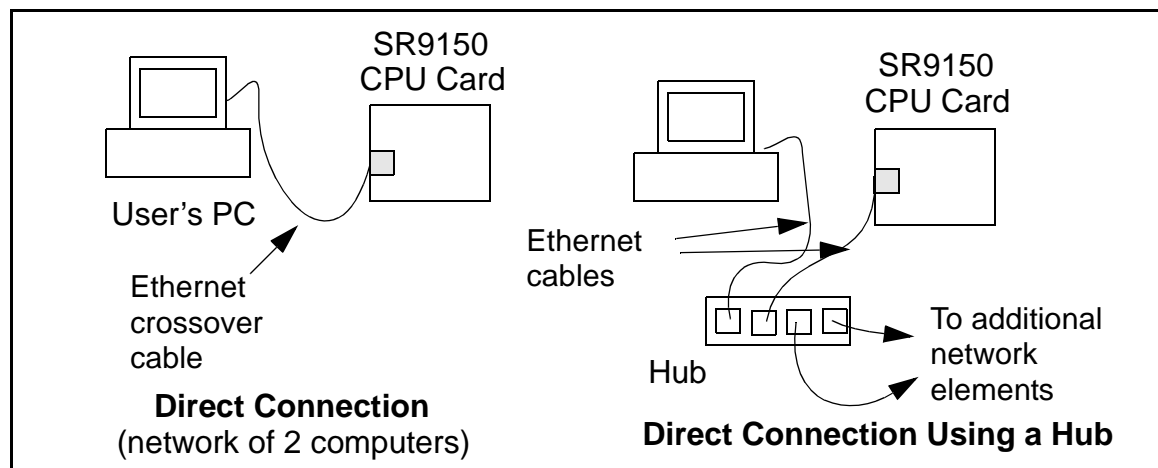 SR9150
CPU Card
User's PC
Ethernet
crossover
cable
Direct Connection
(network of 2 computers)
SR9150
CPU Card
Ethernet
cables
Hub
To additional
network
elements
Direct Connection Using a Hub